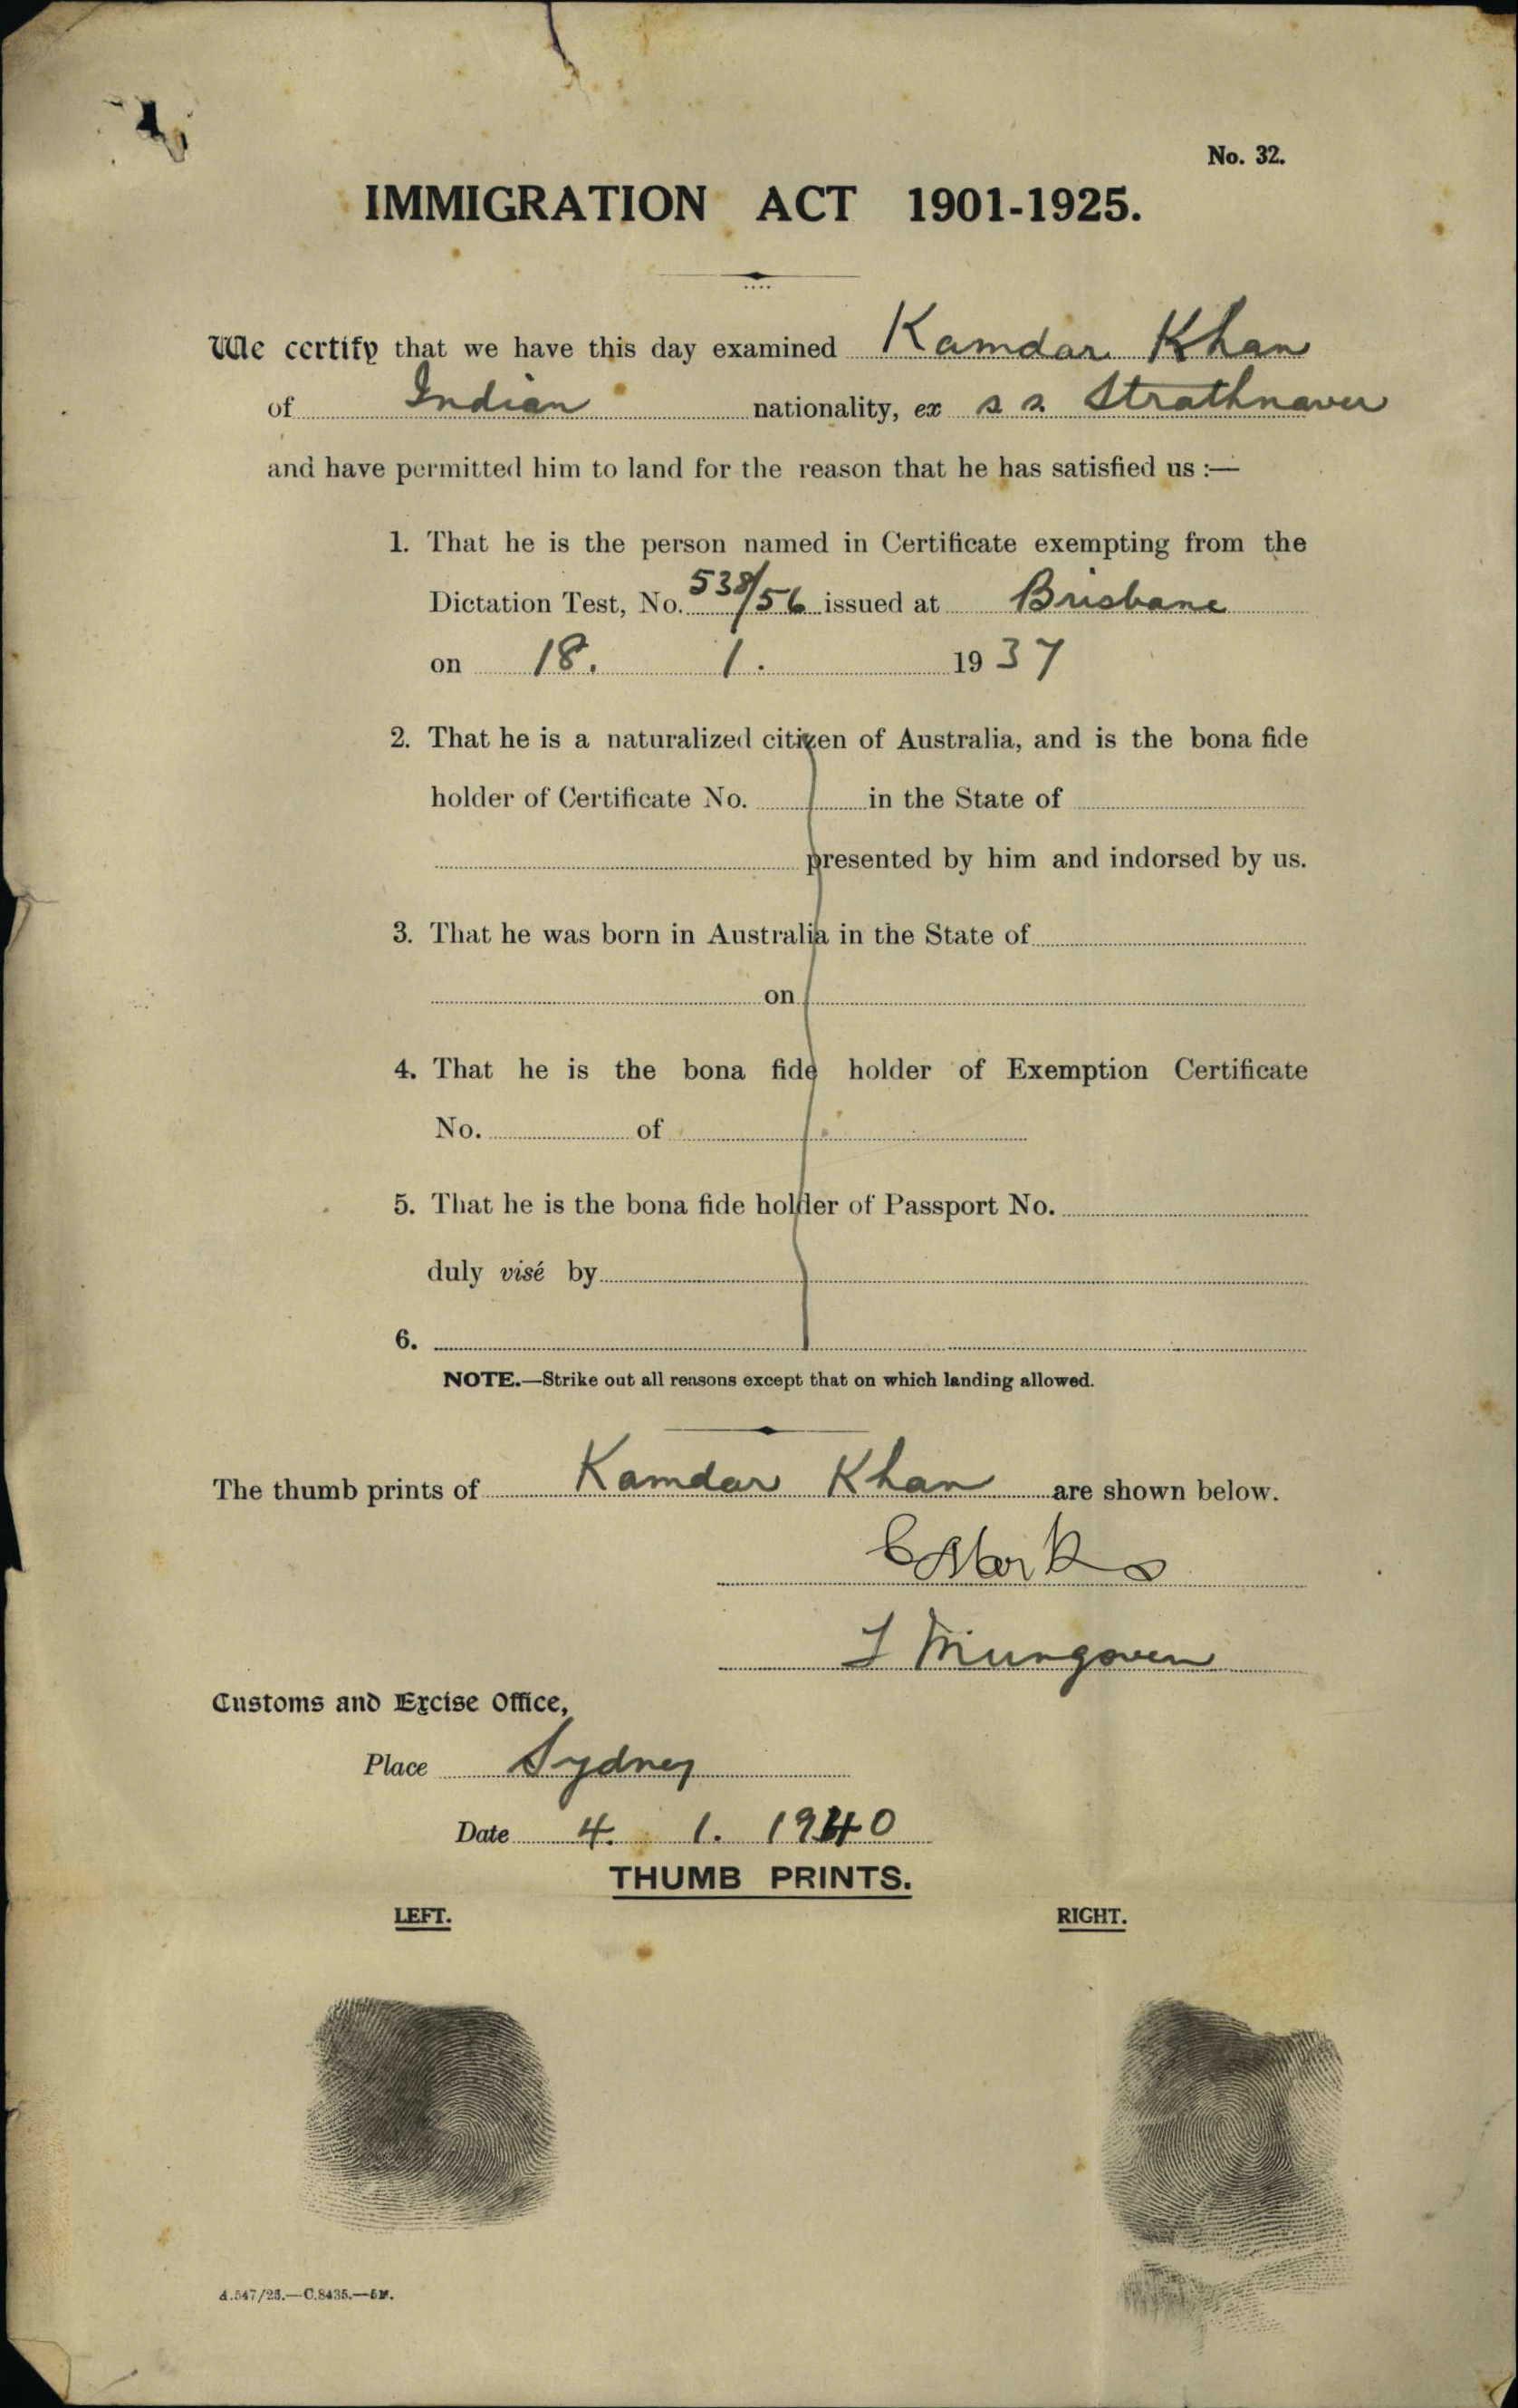 No. 32.
IMMIGRATION ACT 1901-1925.
We certify that we have this day examined Kamdar Khan
of Indian nationality, ex s s Strathnaver
and have permitted him to land for the reason that he has satisfied us :—
1. That he is the person named in Certificate exempting from the
Dictation Test, No. 538/56 issued at Brisbane
on 18. 1. 1937
2. That he is a naturalized citizen of Australia, and is the bona fide
holder of Certificate No. in the State of
presented by him and indorsed by us.
3. That he was born in Australia in the State of
on
4. That he is the bona fide holder of Exemption Certificate
No. of
5. That he is the bona fide holder of Passport No.
duly visé by
6.
NOTE.—Strike out all reasons except that on which landing allowed.
The thumb prints of Kamdar Khan are shown below.
J Mungoven
Customs and Excise Office,
Place Sydney
Date 4. 1. 1940
THUMB PRINTS.
LEFT. RIGHT.
C.8435.—5M.